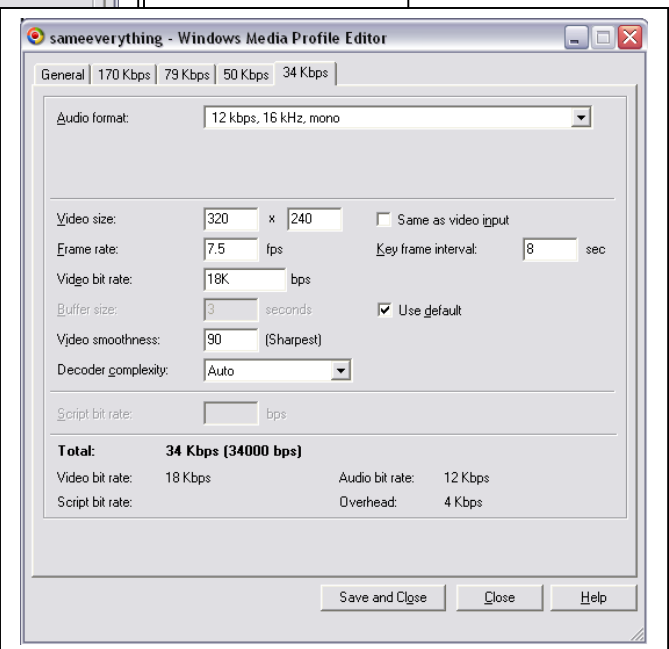 sameeverything - Windows Media Profile Editor
General 170 Kbps 79 Kbps 50 Kbps 34 Kbps
Audio format: 12 kbps, 16 kHz, mono
Video size: 320 x 240 Same as video input
Frame rate: 7.5 fps Key frame interval: 8 sec
Video bit rate: 18K bps
Buffer size: 3 seconds Use default
Video smoothness: 90 (Sharpest)
Decoder complexity: Auto
Script bit rate: bps
Total: 34 Kbps (34000 bps)
Video bit rate: 18 Kbps Audio bit rate: 12 Kbps
Script bit rate: Overhead: 4 Kbps
Save and Close Close Help